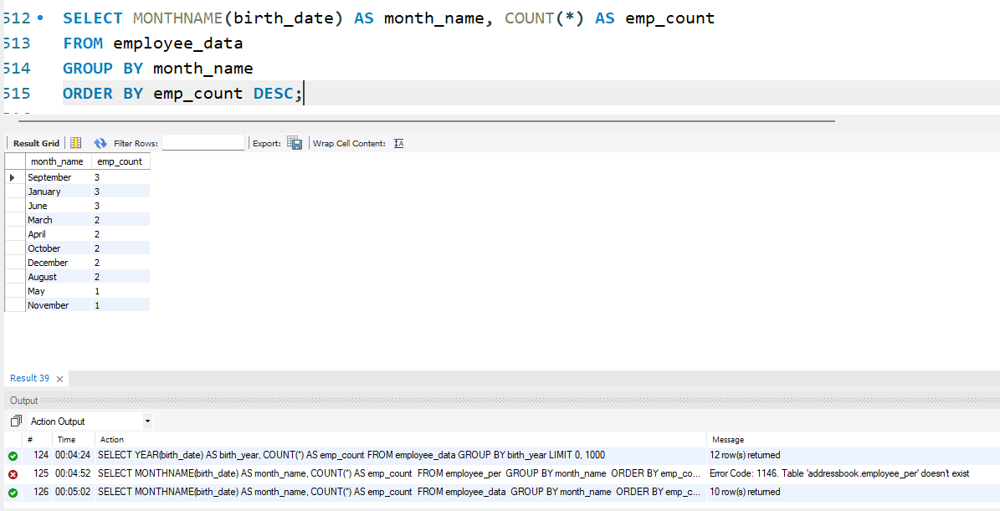 512 SELECT MONTHNAME(birth_date) AS month_name, COUNT(*) AS emp_count
513 FROM employee_data
514 GROUP BY month_name
515 ORDER BY emp_count DESC;
Result Grid Filter Rows: Export: Wrap Cell Content: IA
month_name emp_count
September 3
January 3
June 3
March 2
April 2
October 2
December 2
August 2
May 1
November 1
Result 39 ×
Output
Action Output
# Time Action Message
124 00:04:24 SELECT YEAR(birth_date) AS birth_year, COUNT(*) AS emp_count FROM employee_data GROUP BY birth_year LIMIT 0, 1000 12 row(s) returned
125 00:04:52 SELECT MONTHNAME(birth_date) AS month_name, COUNT(*) AS emp_count FROM employee_per GROUP BY month_name ORDER BY emp_co... Error Code: 1146. Table 'addressbook.employee_per' doesn't exist
126 00:05:02 SELECT MONTHNAME(birth_date) AS month_name, COUNT(*) AS emp_count FROM employee_data GROUP BY month_name ORDER BY emp_c... 10 row(s) returned